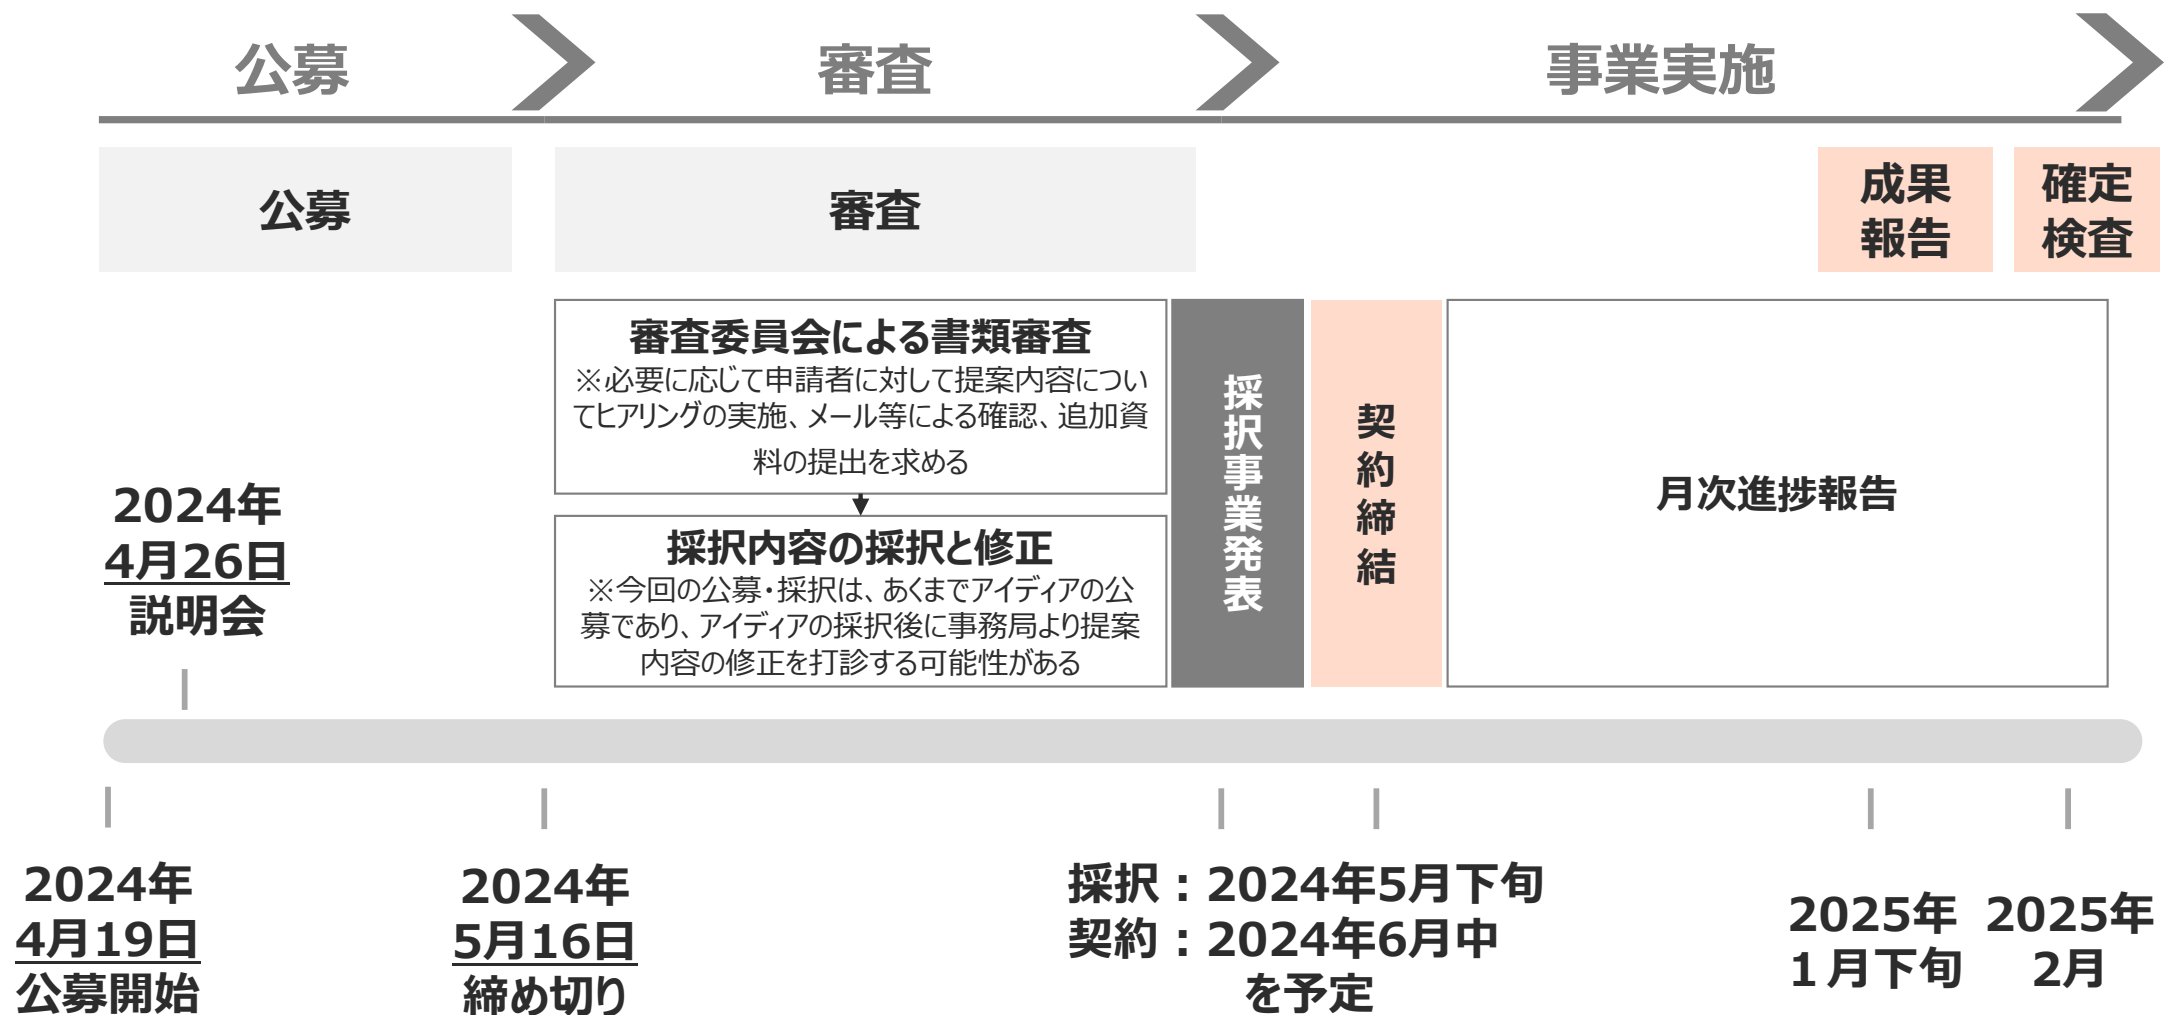 公募
審査
事業実施
公募
審査
成果
報告
確定
検査
審査委員会による書類審査
※必要に応じて申請者に対して提案内容につい
てヒアリングの実施、メール等による確認、追加資
料の提出を求める
採択内容の採択と修正
※今回の公募・採択は、あくまでアイディアの公
募であり、アイディアの採択後に事務局より提案
内容の修正を打診する可能性がある
採択事業発表
契約締結
月次進捗報告
2024年
4月26日
説明会
2024年
4月19日
公募開始
2024年
5月16日
締め切り
採択：2024年5月下旬
契約：2024年6月中
を予定
2025年
１月下旬
2025年
2月